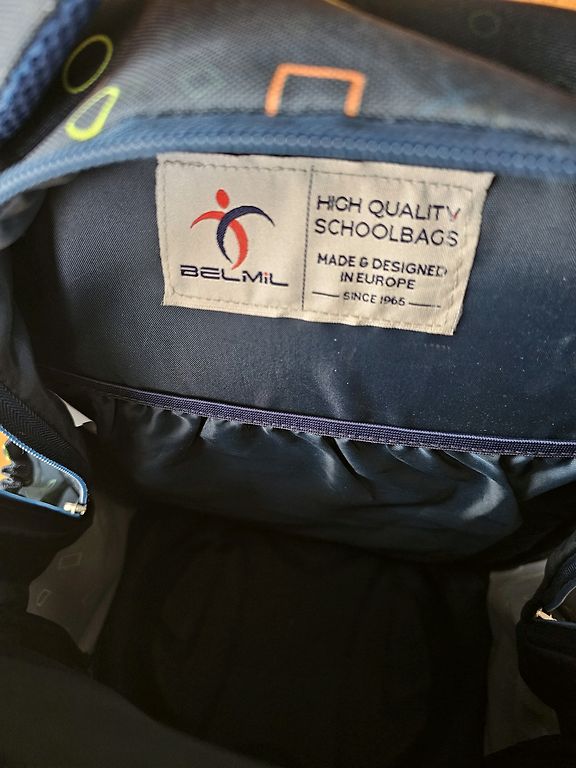 BELMiL
HIGH QUALITY
SCHOOLBAGS
MADE & DESIGNED
IN EUROPE
SINCE 1965